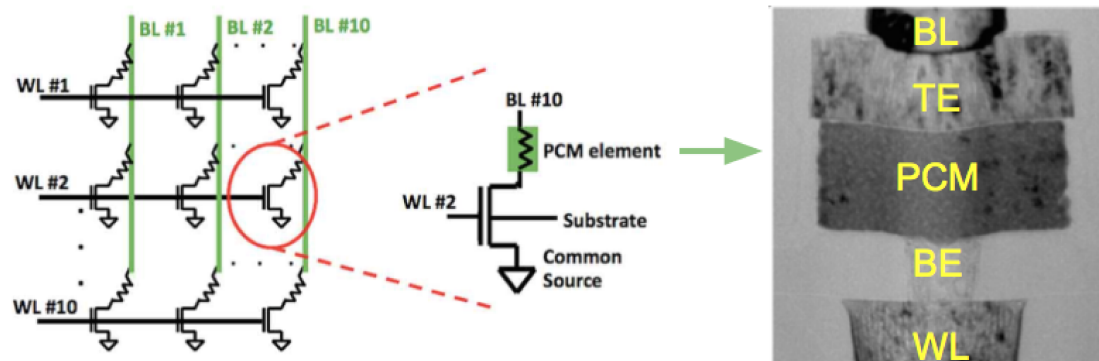 BL #1
BL #2
BL #10
WL #1
WL #2
WL #10
BL #10
PCM element
WL #2
Substrate
Common
Source
BL
TE
PCM
BE
WL